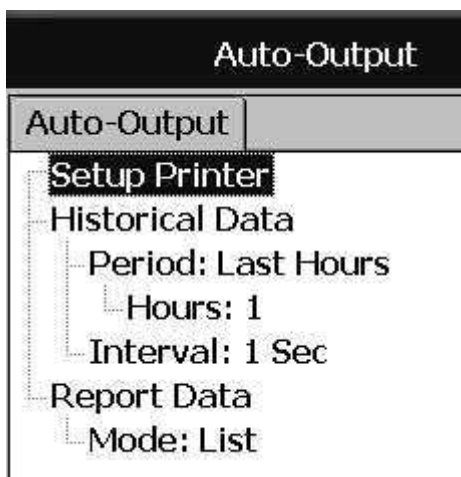 Auto-Output
Auto-Output
Setup Printer
Historical Data
Period: Last Hours
Hours: 1
Interval: 1 Sec
Report Data
Mode: List